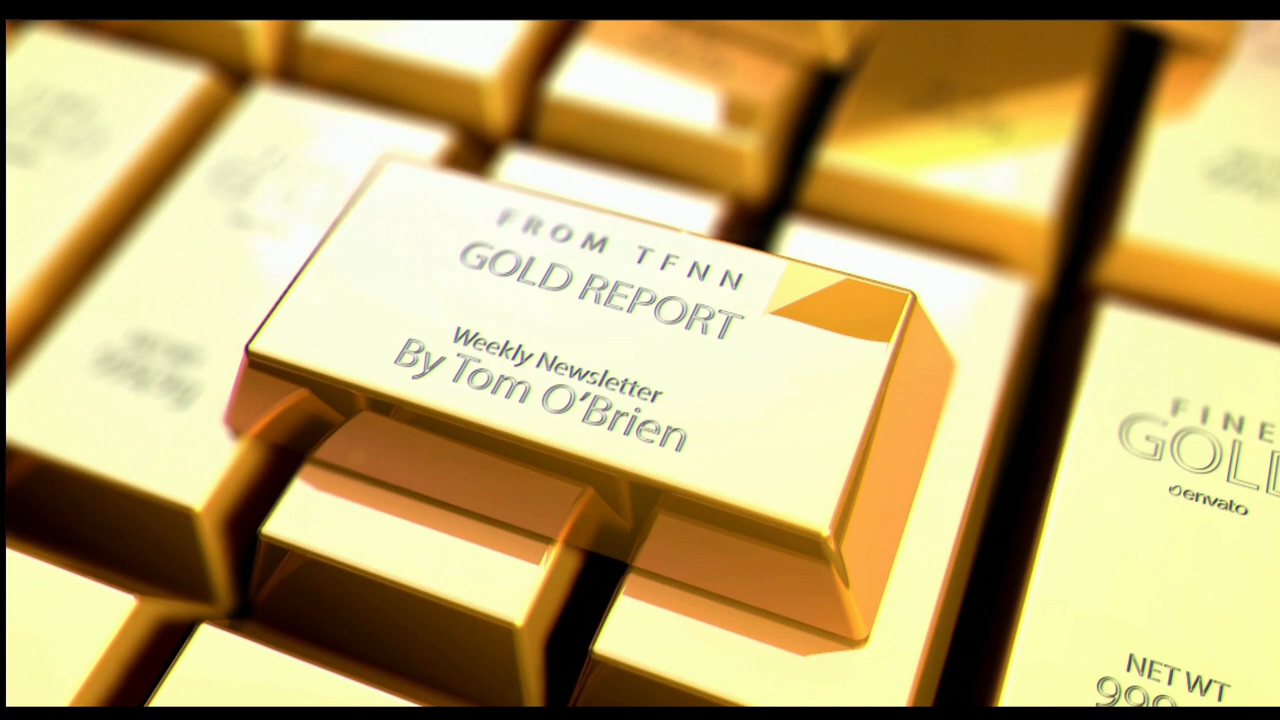 FROM TFNN
GOLD REPORT
Weekly Newsletter
By Tom O'Brien
FINE
GOLD
envato
NET WT